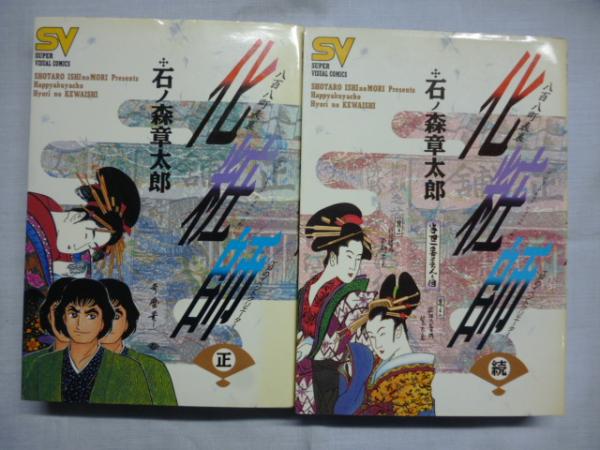 SV
SUPER
VISUAL COMICS
SHOTARO ISHInoMORI Presents
Happyakuyacho
Hyori no KEWAISHI
石ノ森章太郎
八百八町表裏
化粧師
正
SV
SUPER
VISUAL COMICS
SHOTARO ISHInoMORI Presents
Happyakuyacho
Hyori no KEWAISHI
石ノ森章太郎
八百八町表裏
化粧師
続